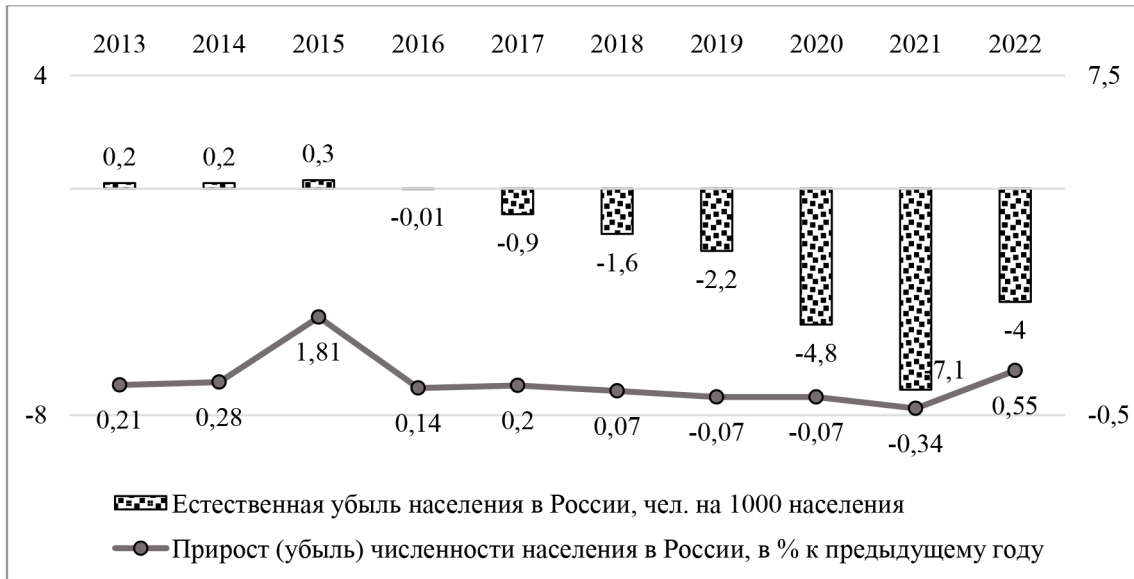 2013 2014 2015 2016 2017 2018 2019 2020 2021 2022
4 7,5
0,2 0,2 0,3
-0,01
-0,9
-1,6
-2,2
-4,8
7,1
-4
1,81
-8 -0,5
0,21 0,28 0,14 0,2 0,07 -0,07 -0,07 -0,34 0,55
Естественная убыль населения в России, чел. на 1000 населения
Прирост (убыль) численности населения в России, в % к предыдущему году